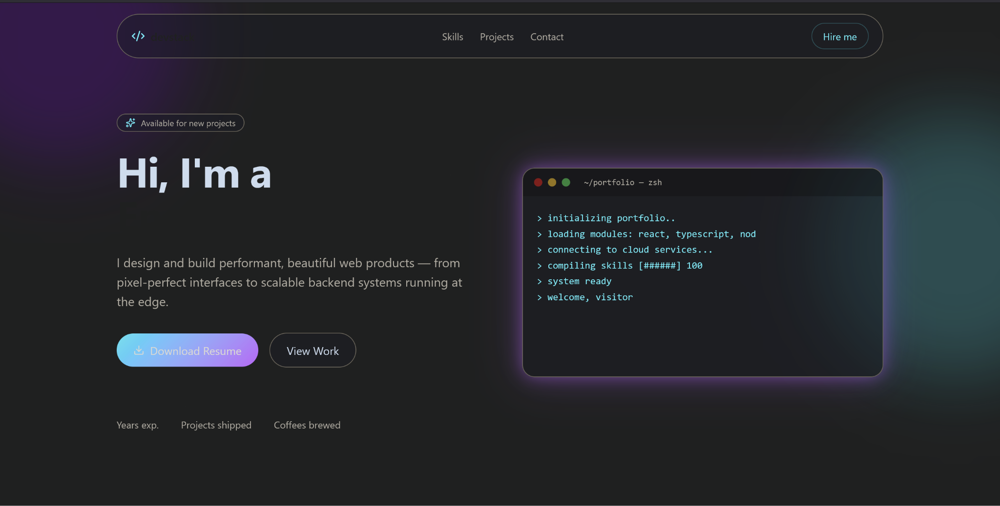 Skills Projects Contact
Hire me
Available for new projects
Hi, I'm a
I design and build performant, beautiful web products — from
pixel-perfect interfaces to scalable backend systems running at
the edge.
Download Resume
View Work
Years exp. Projects shipped Coffees brewed
~/portfolio — zsh
> initializing portfolio..
> loading modules: react, typescript, nod
> connecting to cloud services...
> compiling skills [######] 100
> system ready
> welcome, visitor